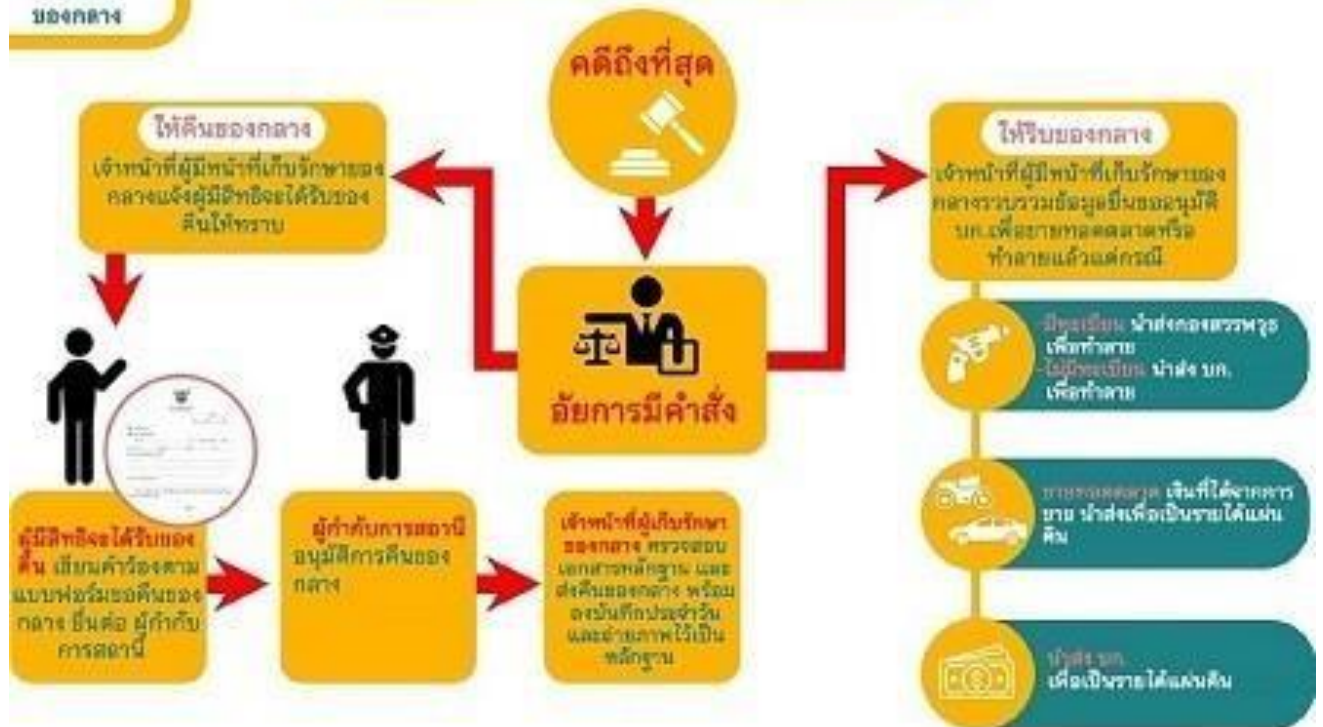 ของกลาง
คดีถึงที่สุด
ให้คืนของกลาง
เจ้าหน้าที่ผู้มีหน้าที่เก็บรักษาของ
กลางแจ้งผู้มีสิทธิจะได้รับของ
คืนให้ทราบ
ให้ริบของกลาง
เจ้าหน้าที่ผู้มีหน้าที่เก็บรักษาของ
กลางรวบรวมข้อมูลยื่นขออนุมัติ
บก.เพื่อขายทอดตลาดหรือ
ทำลายแล้วแต่กรณี
อัยการมีคำสั่ง
-มีทะเบียน นำส่งกองสรรพวุธ
เพื่อทำลาย
-ไม่มีทะเบียน นำส่ง บก.
เพื่อทำลาย
ขายทอดตลาด เงินที่ได้จากการ
ขาย นำส่งเพื่อเป็นรายได้แผ่น
ดิน
นำส่ง บก.
เพื่อเป็นรายได้แผ่นดิน
ผู้มีสิทธิจะได้รับของ
คืน เขียนคำร้องตาม
แบบฟอร์มขอคืนของ
กลาง ยื่นต่อ ผู้กำกับ
การสถานี
ผู้กำกับการสถานี
อนุมัติการคืนของ
กลาง
เจ้าหน้าที่ผู้เก็บรักษา
ของกลาง ตรวจสอบ
เอกสารหลักฐาน และ
ส่งคืนของกลาง พร้อม
ลงบันทึกประจำวัน
และถ่ายภาพไว้เป็น
หลักฐาน